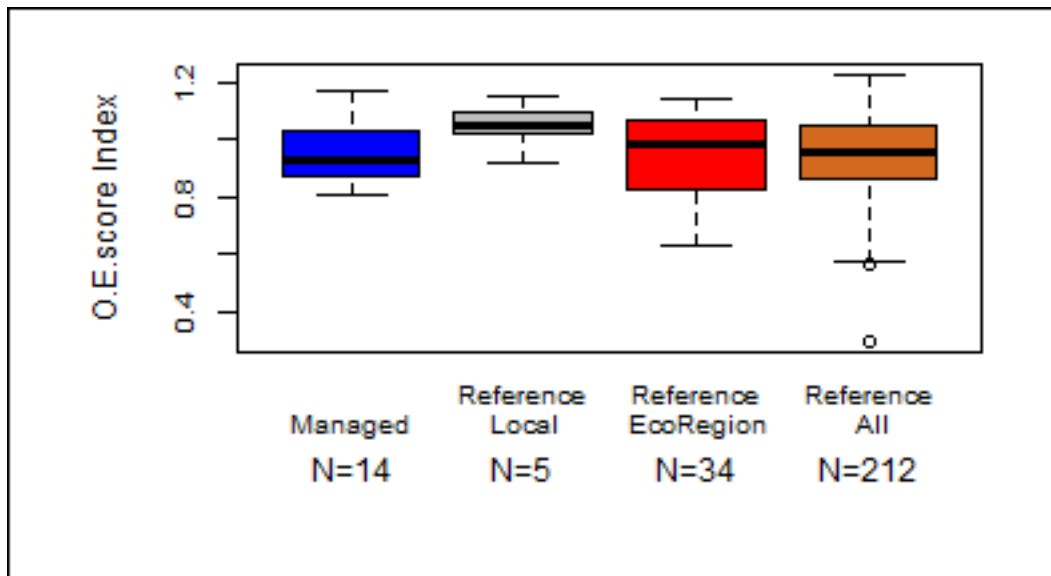 O.E.score Index
1.2
0.8
0.4
Managed
Reference
Local
Reference
EcoRegion
Reference
All
N=14
N=5
N=34
N=212